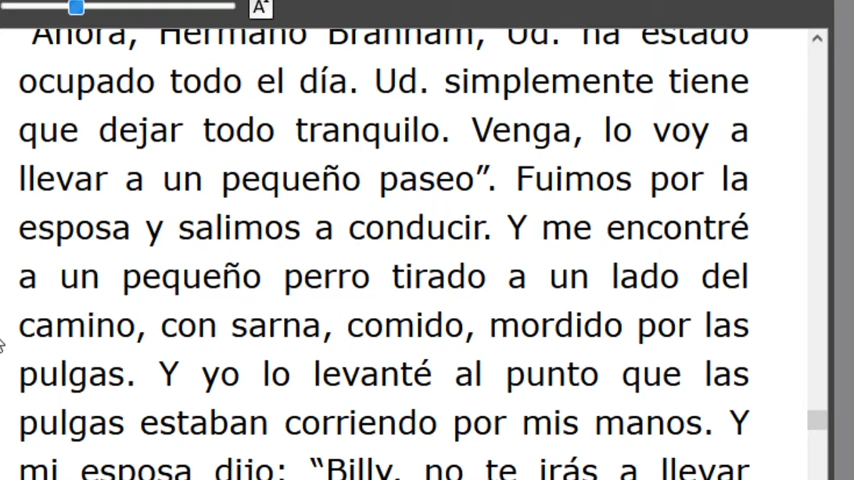 A
Ahora, Hermano Branham, Ud. ha estado
ocupado todo el día. Ud. simplemente tiene
que dejar todo tranquilo. Venga, lo voy a
llevar a un pequeño paseo”. Fuimos por la
esposa y salimos a conducir. Y me encontré
a un pequeño perro tirado a un lado del
camino, con sarna, comido, mordido por las
pulgas. Y yo lo levanté al punto que las
pulgas estaban corriendo por mis manos. Y
mi esposa dijo: “Billy, no te irás a llevar